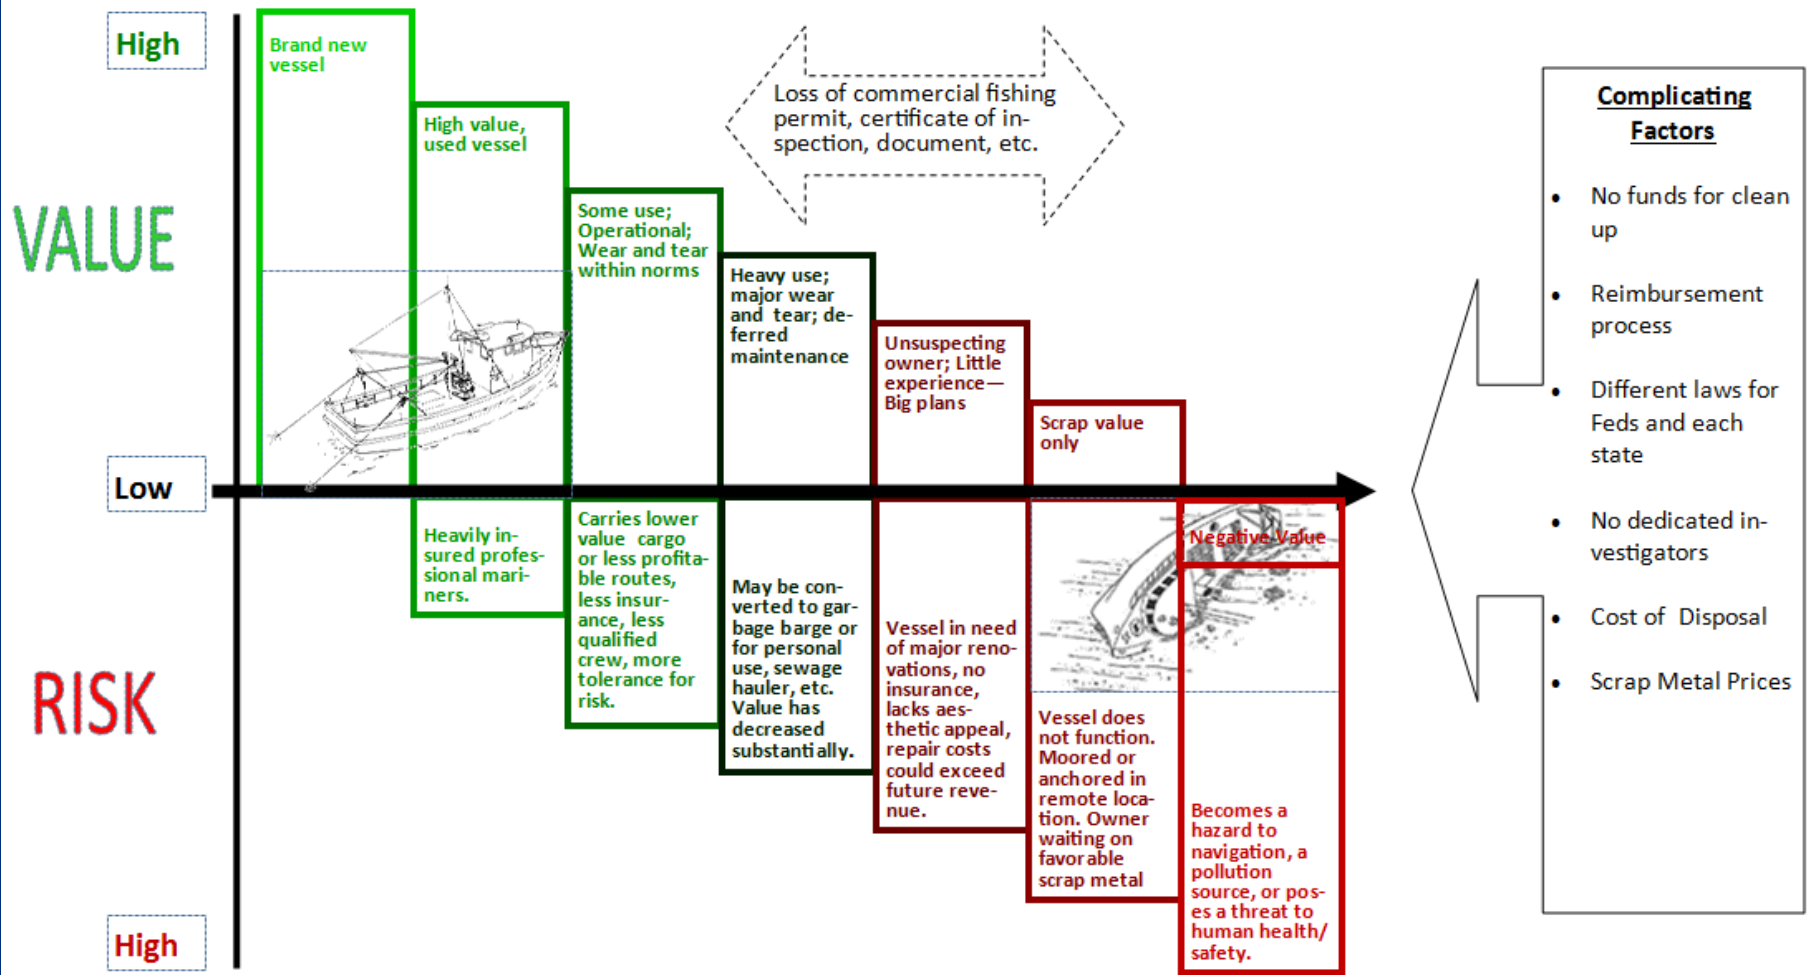 High
VALUE
Low
RISK
High
Brand new
vessel
High value,
used vessel
Some use;
Operational;
Wear and tear
within norms
Heavy use;
major wear
and tear; de-
ferred
maintenance
Unsuspecting
owner; Little
experience—
Big plans
Scrap value
only
Loss of commercial fishing
permit, certificate of in-
spection, document, etc.
Heavily in-
sured profes-
sional mari-
ners.
Carries lower
value cargo
or less profita-
ble routes,
less insur-
ance, less
qualified
crew, more
tolerance for
risk.
May be con-
verted to gar-
bage barge or
for personal
use, sewage
hauler, etc.
Value has
decreased
substantially.
Vessel in need
of major reno-
vations, no
insurance,
lacks aes-
thetic appeal,
repair costs
could exceed
future reve-
nue.
Vessel does
not function.
Moored or
anchored in
remote loca-
tion. Owner
waiting on
favorable
scrap metal
Negative Value
Becomes a
hazard to
navigation, a
pollution
source, or pos-
es a threat to
human health/
safety.
Complicating
Factors
• No funds for clean
up
• Reimbursement
process
• Different laws for
Feds and each
state
• No dedicated in-
vestigators
• Cost of Disposal
• Scrap Metal Prices